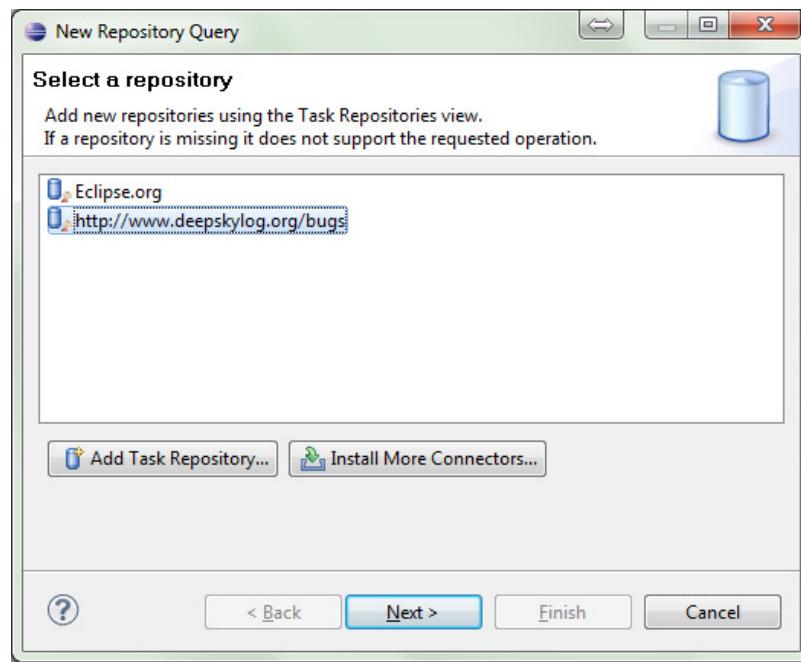 New Repository Query
Select a repository
Add new repositories using the Task Repositories view.
If a repository is missing it does not support the requested operation.
Eclipse.org
http://www.deepskylog.org/bugs
Add Task Repository... Install More Connectors...
< Back Next > Finish Cancel